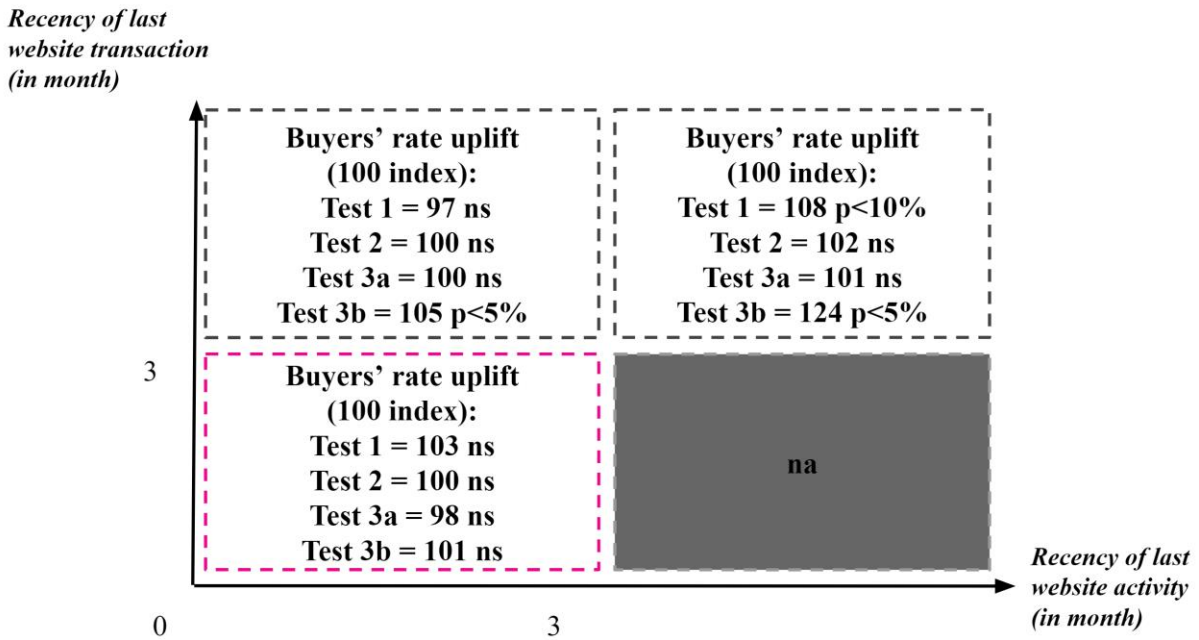 Recency of last
website transaction
(in month)
Buyers’ rate uplift
(100 index):
Test 1 = 97 ns
Test 2 = 100 ns
Test 3a = 100 ns
Test 3b = 105 p<5%
Buyers’ rate uplift
(100 index):
Test 1 = 108 p<10%
Test 2 = 102 ns
Test 3a = 101 ns
Test 3b = 124 p<5%
3
Buyers’ rate uplift
(100 index):
Test 1 = 103 ns
Test 2 = 100 ns
Test 3a = 98 ns
Test 3b = 101 ns
na
Recency of last
website activity
(in month)
0
3